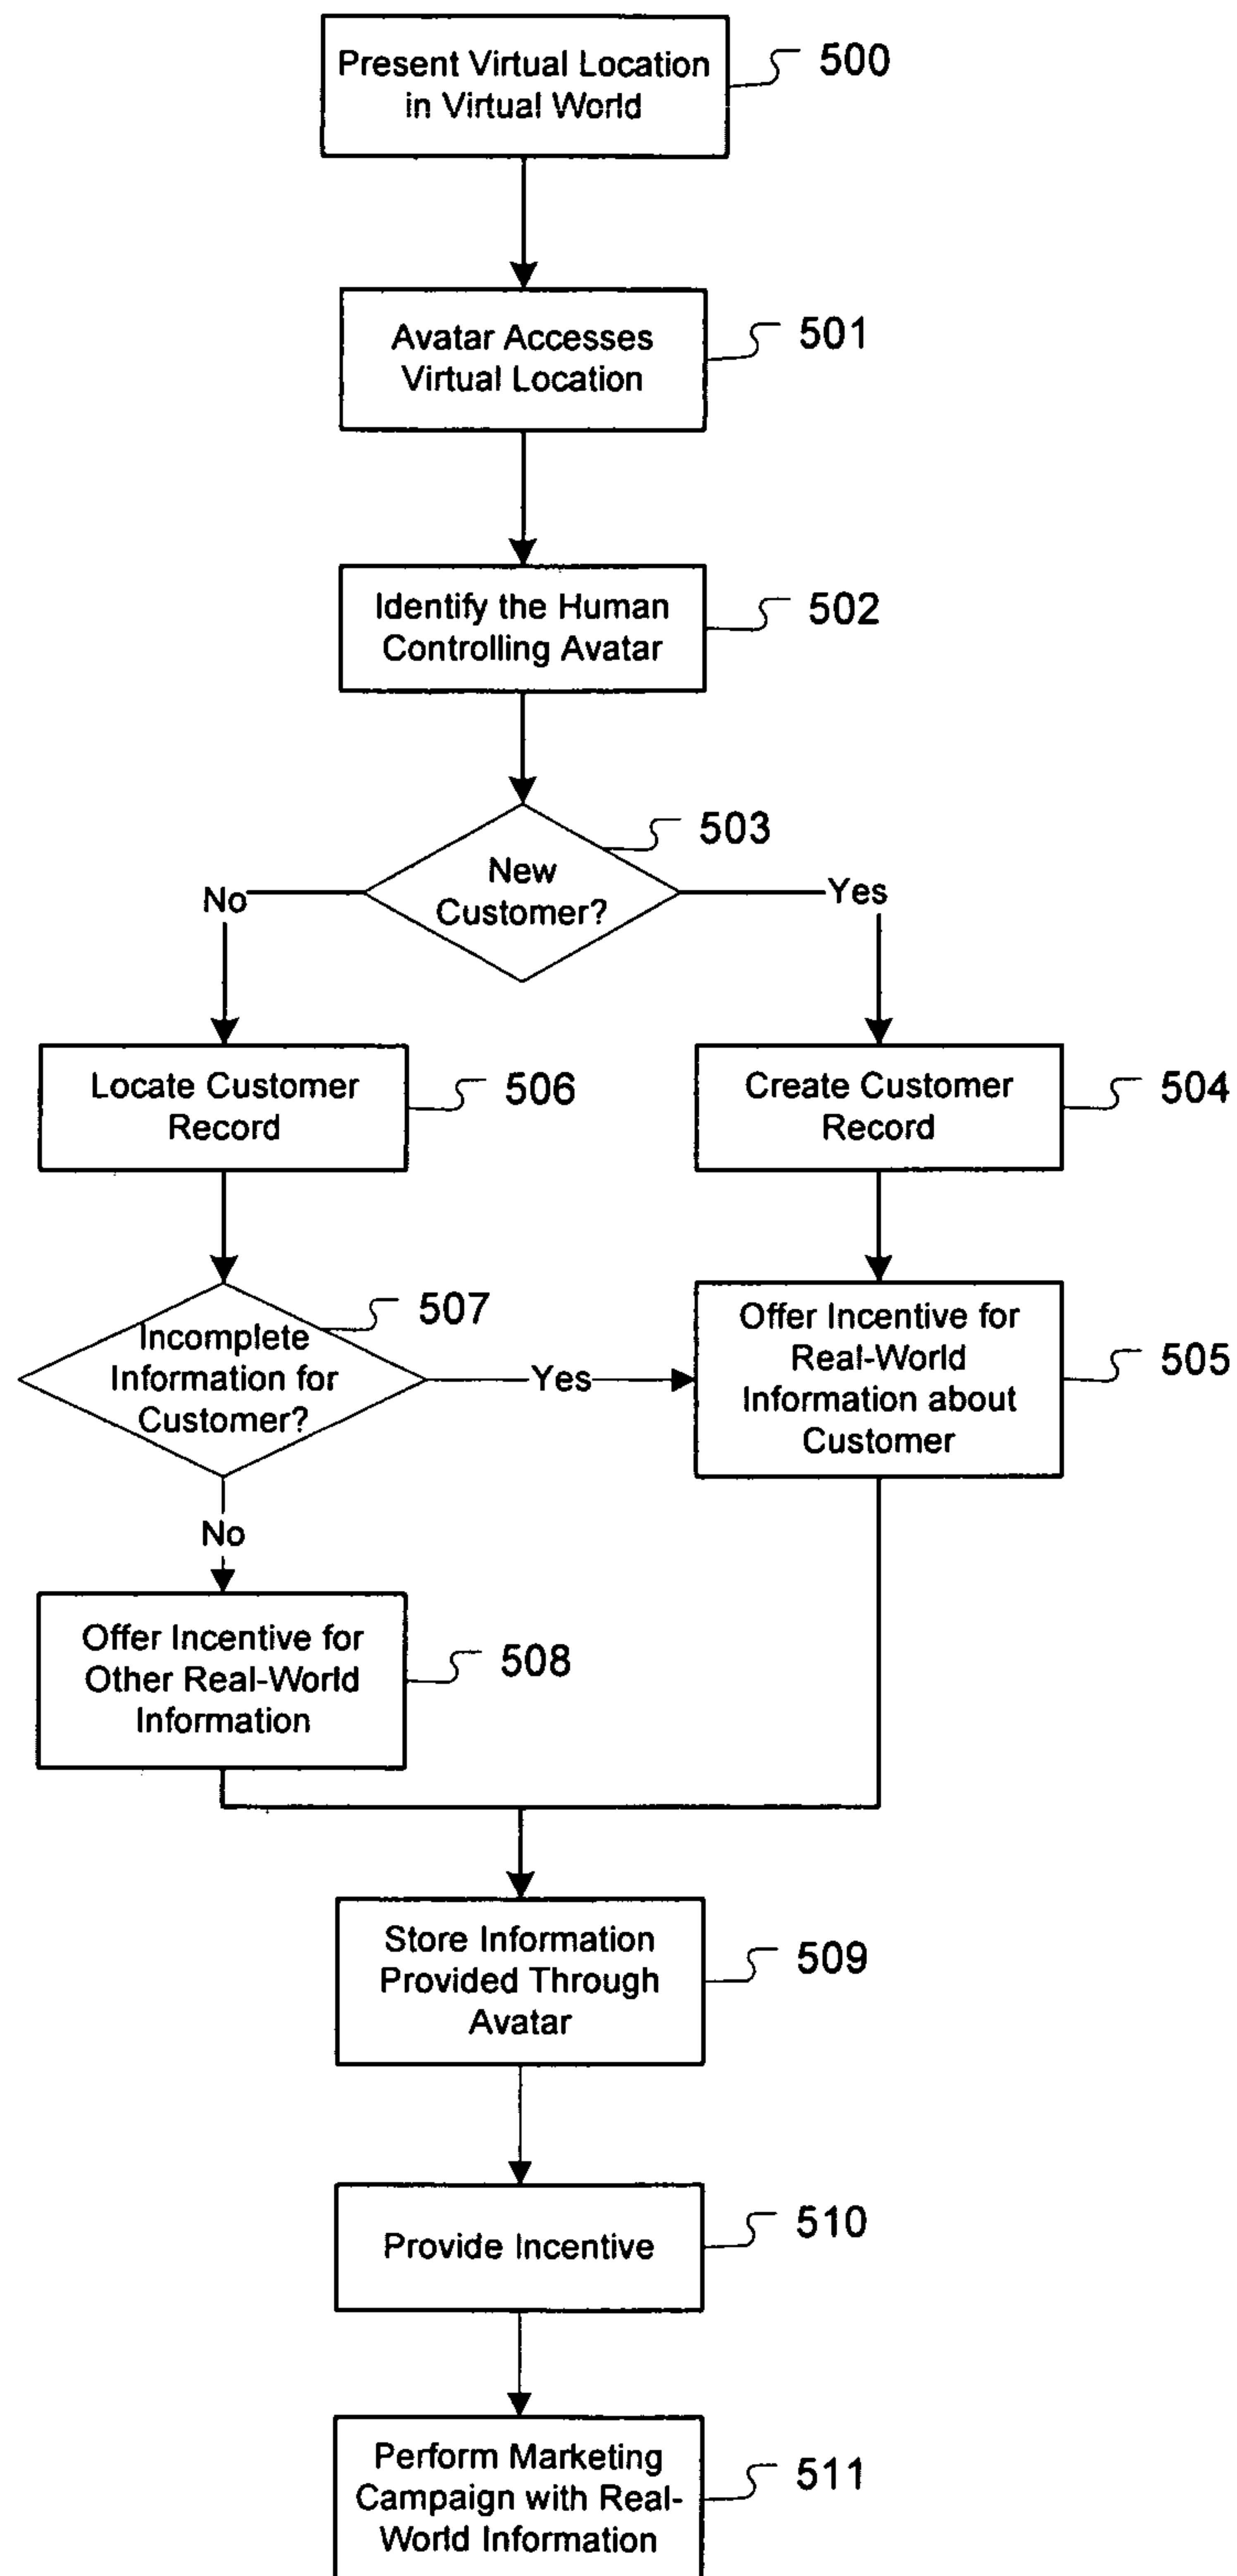 Present Virtual Location
in Virtual World
500
Avatar Accesses
Virtual Location
501
Identify the Human
Controlling Avatar
502
New
Customer?
503
No
Yes
Locate Customer
Record
506
Create Customer
Record
504
Incomplete
Information for
Customer?
507
Yes
Offer Incentive for
Real-World
Information about
Customer
505
No
Offer Incentive for
Other Real-World
Information
508
Store Information
Provided Through
Avatar
509
Provide Incentive
510
Perform Marketing
Campaign with Real-
World Information
511